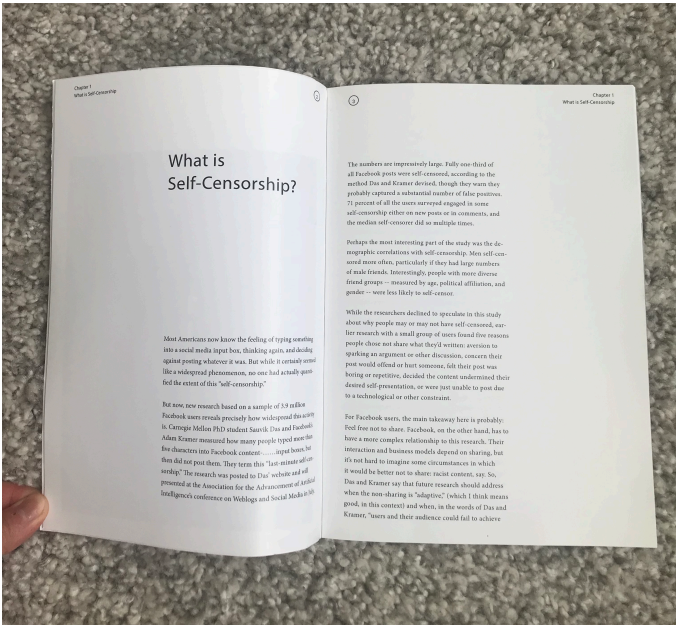 Chapter 1
What is Self-Censorship
What is
Self-Censorship?
Most Americans now know the feeling of typing something
into a social media input box, thinking again, and deciding
against posting whatever it was. But while it certainly seemed
like a widespread phenomenon, no one had actually quanti-
fied the extent of this "self-censorship."
But now, new research based on a sample of 3.9 million
Facebook users reveals precisely how widespread this activity
is. Carnegie Mellon PhD student Sauvik Das and Facebook's
Adam Kramer measured how many people typed more than
five characters into Facebook content-......input boxes, but
then did not post them. They term this "last-minute self-cen-
sorship." The research was posted to Das' website and will
presented at the Association for the Advancement of Artificial
Intelligence's conference on Weblogs and Social Media in July.
Chapter 1
What is Self-Censorship
The numbers are impressively large. Fully one-third of
all Facebook posts were self-censored, according to the
method Das and Kramer devised, though they warn they
probably captured a substantial number of false positives.
71 percent of all the users surveyed engaged in some
self-censorship either on new posts or in comments, and
the median self-censorer did so multiple times.
Perhaps the most interesting part of the study was the de-
mographic correlations with self-censorship. Men self-cen-
sored more often, particularly if they had large numbers
of male friends. Interestingly, people with more diverse
friend groups -- measured by age, political affiliation, and
gender -- were less likely to self-censor.
While the researchers declined to speculate in this study
about why people may or may not have self-censored, ear-
lier research with a small group of users found five reasons
people chose not share what they'd written: aversion to
sparking an argument or other discussion, concern their
post would offend or hurt someone, felt their post was
boring or repetitive, decided the content undermined their
desired self-presentation, or were just unable to post due
to a technological or other constraint.
For Facebook users, the main takeaway here is probably:
Feel free not to share. Facebook, on the other hand, has to
have a more complex relationship to this research. Their
interaction and business models depend on sharing, but
it's not hard to imagine some circumstances in which
it would be better not to share: racist content, say. So,
Das and Kramer say that future research should address
when the non-sharing is "adaptive," (which I think means
good, in this context) and when, in the words of Das and
Kramer, "users and their audience could fail to achieve